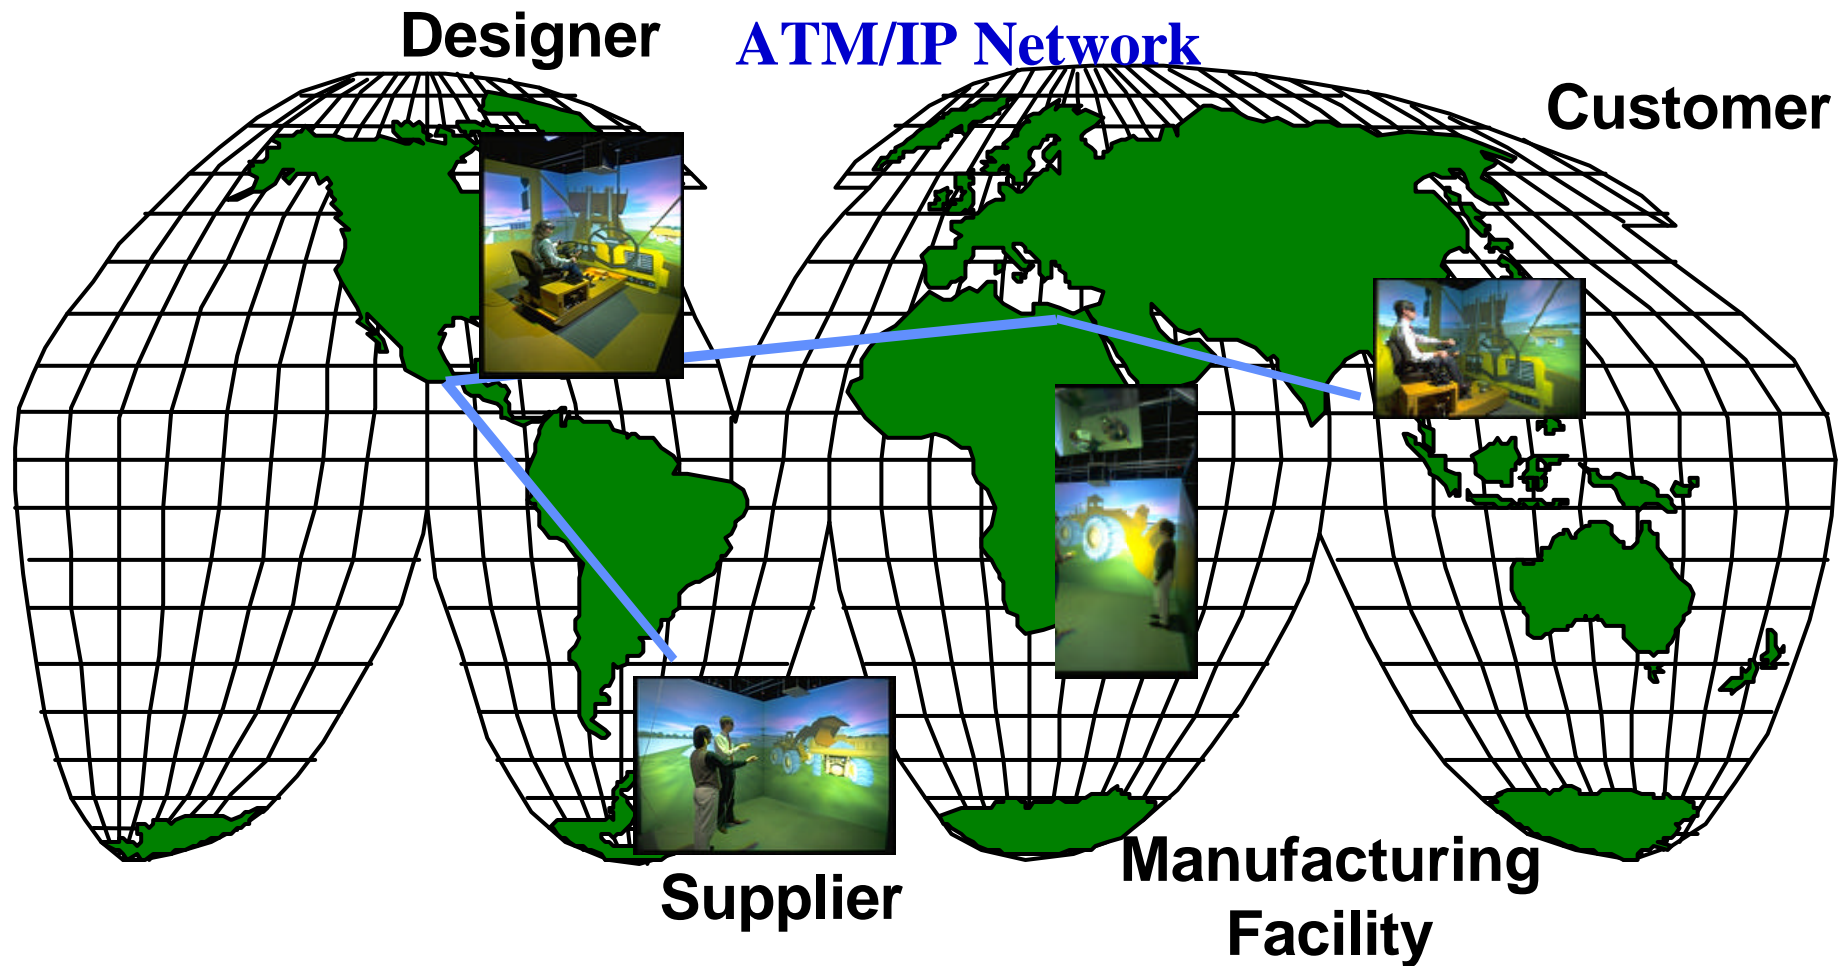 Designer
ATM/IP Network
Customer
Supplier
Manufacturing
Facility